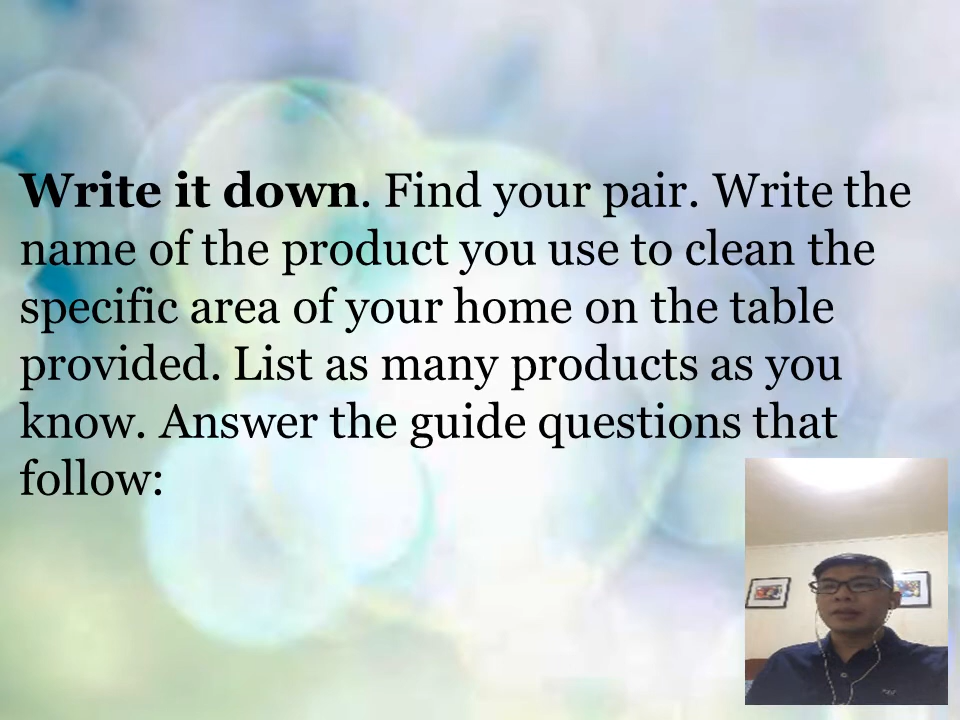 Write it down. Find your pair. Write the
name of the product you use to clean the
specific area of your home on the table
provided. List as many products as you
know. Answer the guide questions that
follow: